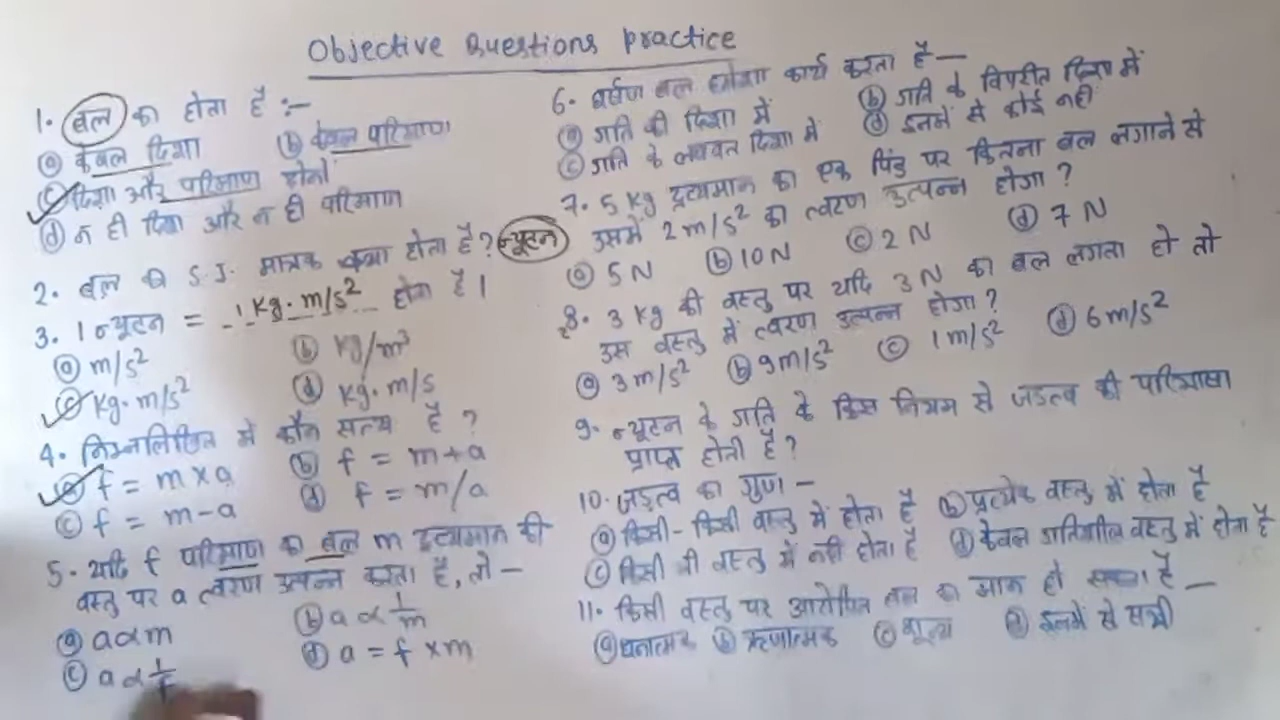 Objective Questions practice
1. बल का होता है :-
(a) केवल दिशा (b) केवल परिमाण
(c) दिशा और परिमाण दोनों
(d) न ही दिशा और न ही परिमाण
2. बल की S.I. मात्रक क्या होता है? न्यूटन
3. 1 न्यूटन = 1 kg. m/s² होता है।
(a) m/s² (b) kg/m³
(c) kg. m/s² (d) kg. m/s
4. निम्नलिखित में कौन सत्य है ?
(a) f = m x a (b) f = m + a
(c) f = m - a (d) f = m/a
5. यदि f परिमाण का बल m द्रव्यमान की
वस्तु पर a त्वरण उत्पन्न करता है, तो —
(a) a ∝ m (b) a ∝ 1/m
(c) a ∝ 1/f (d) a = f x m
6. घर्षण बल हमेशा कार्य करता है —
(a) गति की दिशा में (b) गति के विपरीत दिशा में
(c) गति के लंबवत दिशा में (d) इनमें से कोई नहीं
7. 5 kg द्रव्यमान का एक पिंड पर कितना बल लगाने से
उसमें 2 m/s² का त्वरण उत्पन्न होगा ?
(a) 5 N (b) 10 N (c) 2 N (d) 7 N
8. 3 kg की वस्तु पर यदि 3 N का बल लगता हो तो
उस वस्तु में त्वरण उत्पन्न होगा ?
(a) 3 m/s² (b) 9 m/s² (c) 1 m/s² (d) 6 m/s²
9. न्यूटन के गति के किस नियम से जड़त्व की परिभाषा
प्राप्त होती है ?
10. जड़त्व का गुण -
(a) किसी - किसी वस्तु में होता है (b) प्रत्येक वस्तु में होता है
(c) किसी भी वस्तु में नहीं होता है (d) केवल गतिशील वस्तु में होता है
11. किसी वस्तु पर आरोपित बल का मान हो सकता है —
(a) धनात्मक (b) ऋणात्मक (c) शून्य (d) इनमें से सभी